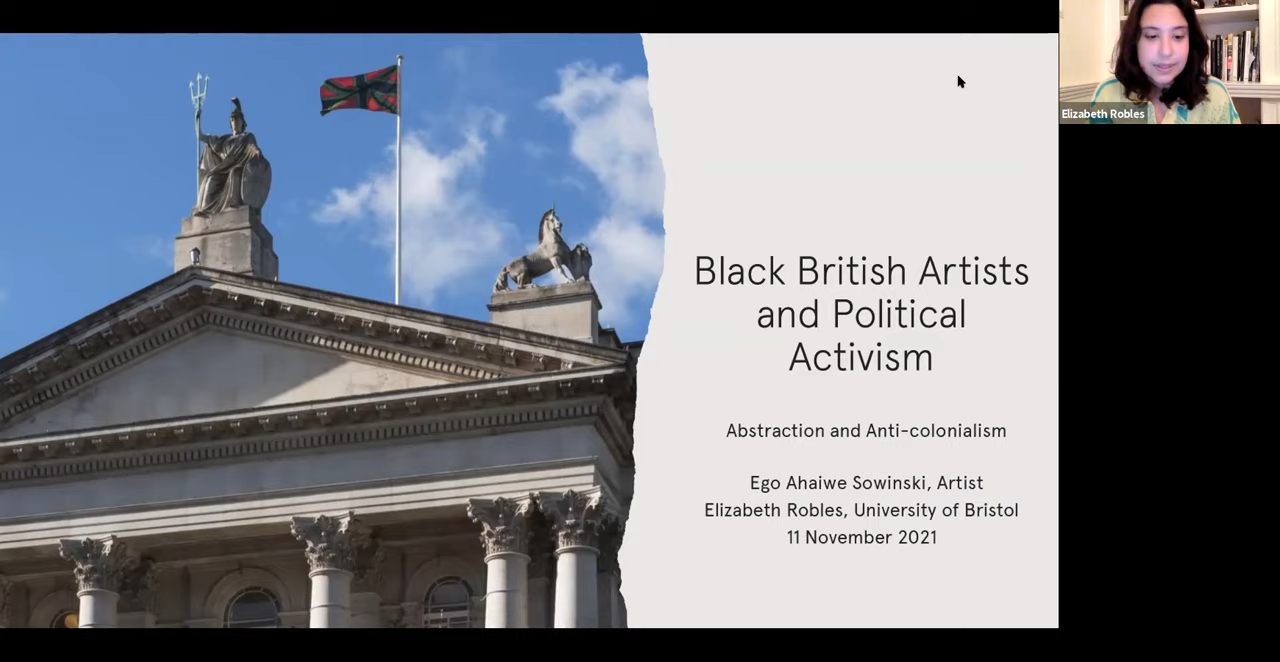 Elizabeth Robles
Black British Artists
and Political
Activism
Abstraction and Anti-colonialism
Ego Ahaiwe Sowinski, Artist
Elizabeth Robles, University of Bristol
11 November 2021